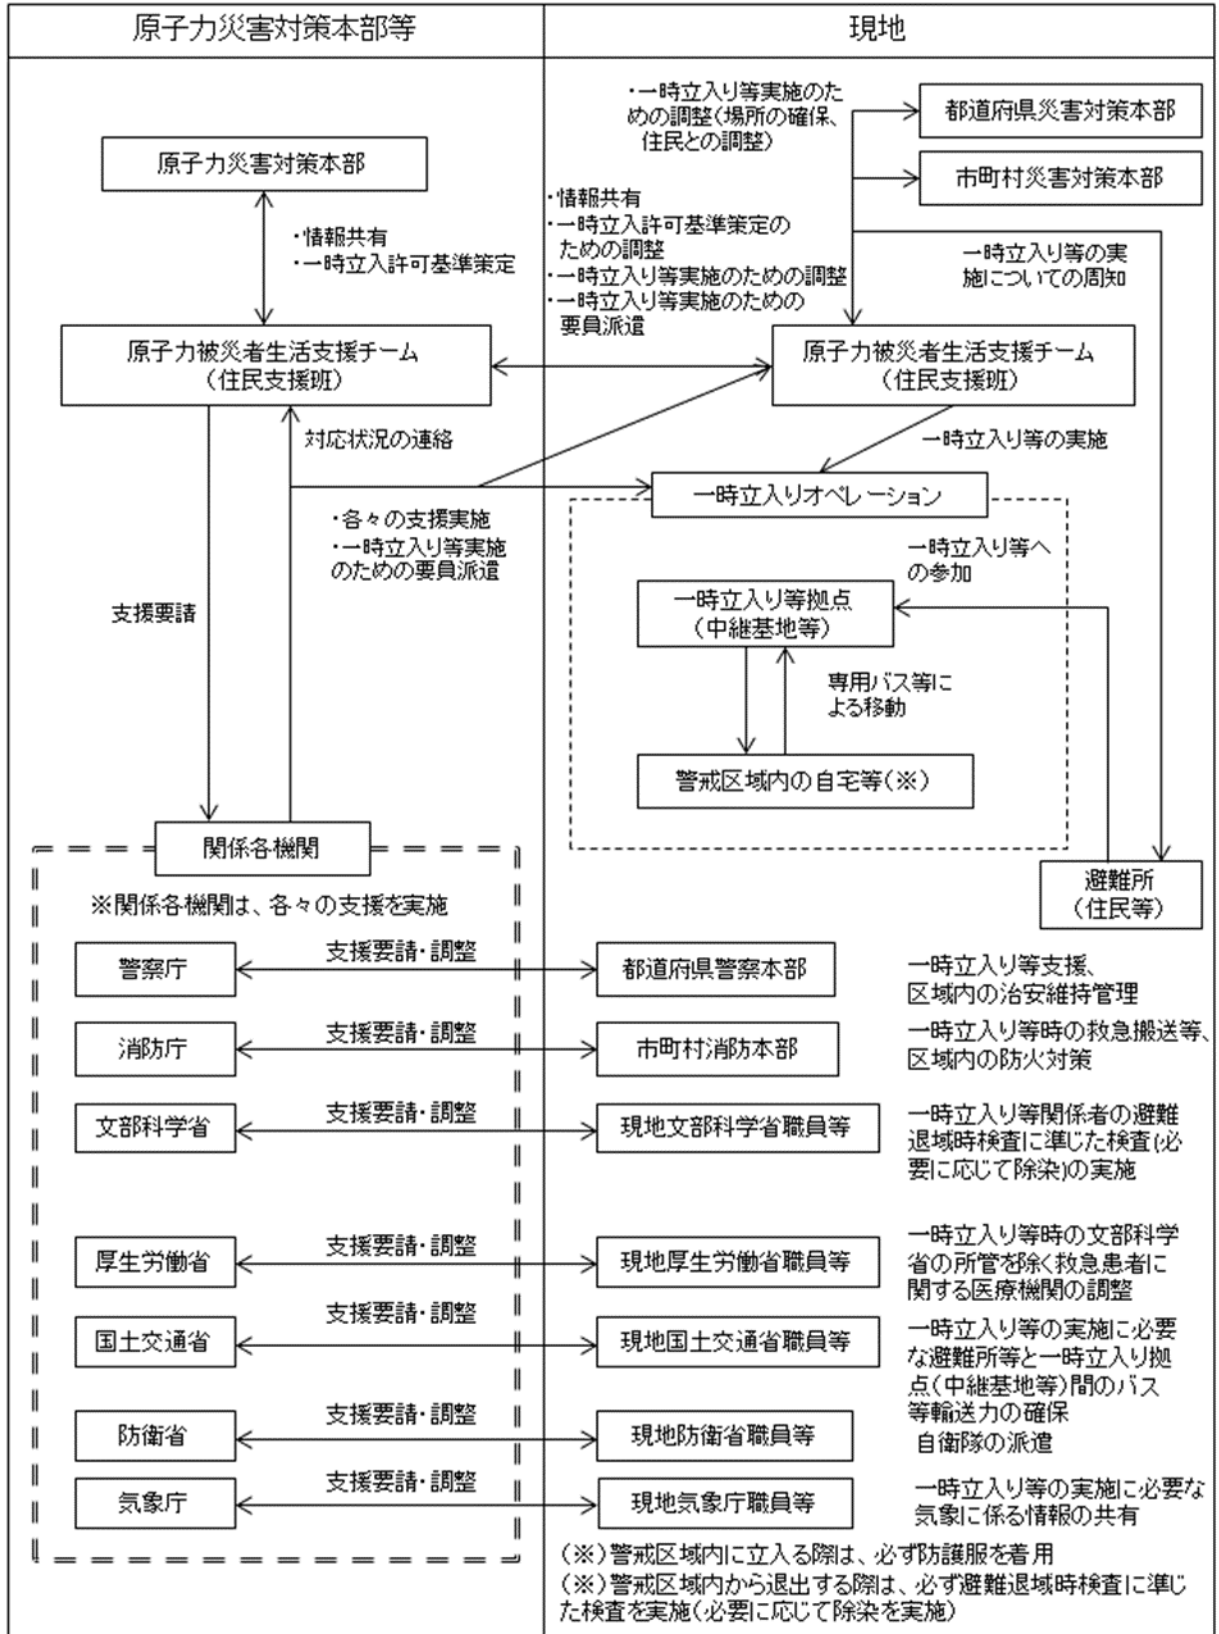 原子力災害対策本部等
現地
原子力災害対策本部
・情報共有
・一時立入許可基準策定
原子力被災者生活支援チーム
(住民支援班)
対応状況の連絡
・各々の支援実施
・一時立入り等実施
のための要員派遣
支援要請
・一時立入り等実施のた
めの調整(場所の確保、
住民との調整)
都道府県災害対策本部
市町村災害対策本部
・情報共有
・一時立入許可基準策定の
ための調整
・一時立入り等実施のための調整
・一時立入り等実施のための
要員派遣
一時立入り等の実
施についての周知
原子力被災者生活支援チーム
(住民支援班)
一時立入り等の実施
一時立入りオペレーション
一時立入り等へ
の参加
一時立入り等拠点
(中継基地等)
専用バス等に
よる移動
警戒区域内の自宅等(※)
避難所
(住民等)
関係各機関
※関係各機関は、各々の支援を実施
警察庁
支援要請・調整
都道府県警察本部
一時立入り等支援、
区域内の治安維持管理
消防庁
支援要請・調整
市町村消防本部
一時立入り等時の救急搬送等、
区域内の防火対策
文部科学省
支援要請・調整
現地文部科学省職員等
一時立入り等関係者の避難
退域時検査に準じた検査(必
要に応じて除染)の実施
厚生労働省
支援要請・調整
現地厚生労働省職員等
一時立入り等時の文部科学
省の所管を除く救急患者に
関する医療機関の調整
国土交通省
支援要請・調整
現地国土交通省職員等
一時立入り等の実施に必要
な避難所等と一時立入り拠
点(中継基地等)間のバス
等輸送力の確保
防衛省
支援要請・調整
現地防衛省職員等
自衛隊の派遣
気象庁
支援要請・調整
現地気象庁職員等
一時立入り等の実施に必要な
気象に係る情報の共有
(※)警戒区域内に立入る際は、必ず防護服を着用
(※)警戒区域内から退出する際は、必ず避難退域時検査に準じ
た検査を実施(必要に応じて除染を実施)